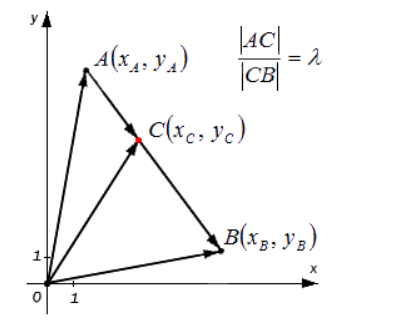 y
A(x_A, y_A)
|AC| / |CB| = λ
C(x_C, y_C)
B(x_B, y_B)
1
x
0 1